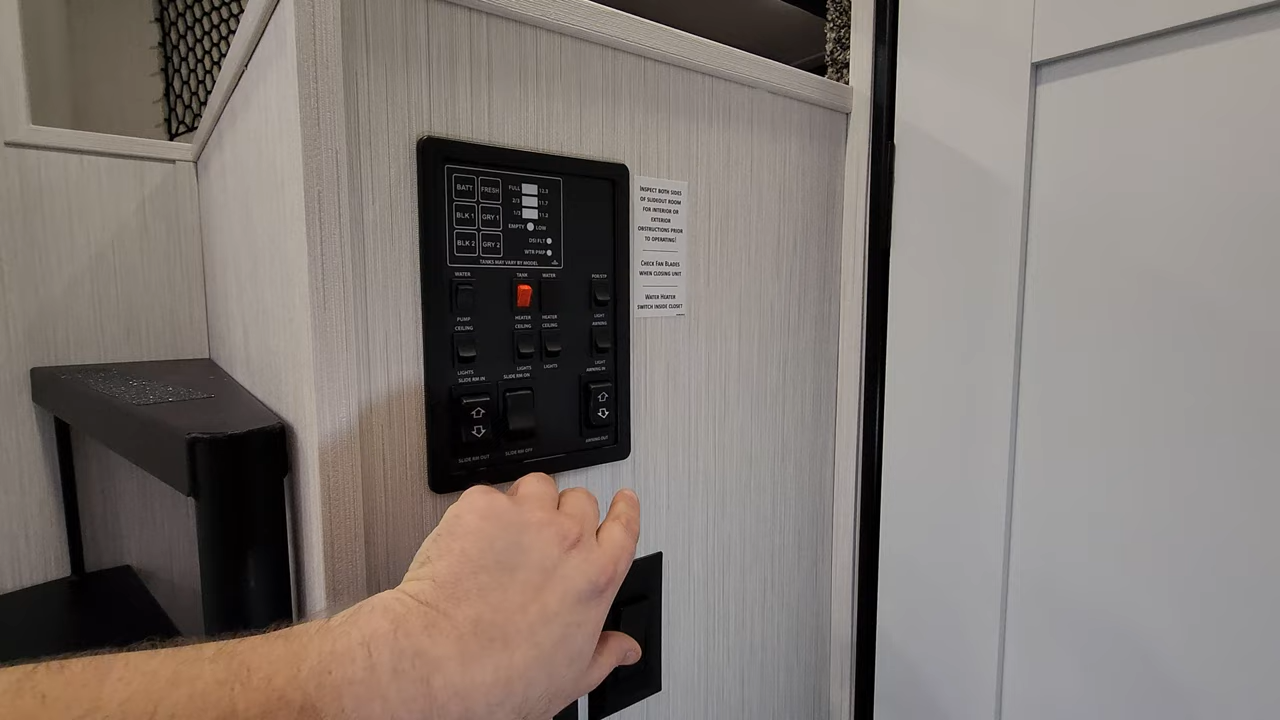 BATT FRESH
BLK 1 GRY 1
BLK 2 GRY 2
FULL 12.5
2/3 11.7
1/3 11.2
EMPTY LOW
DSI FLT
WTR PMP
TANKS MAY VARY BY MODEL
WATER TANK WATER PORSTP
PUMP HEATER HEATER LIGHT
CEILING CEILING CEILING AWNING
LIGHTS LIGHTS LIGHTS LIGHT
SLIDE RM IN SLIDE RM ON AWNING IN
SLIDE RM OUT SLIDE RM OFF AWNING OUT
INSPECT BOTH SIDES
OF SLIDEOUT ROOM
FOR INTERIOR OR
EXTERIOR
OBSTRUCTIONS PRIOR
TO OPERATING!
CHECK FAN BLADES
WHEN CLOSING UNIT
WATER HEATER
SWITCH INSIDE CLOSET